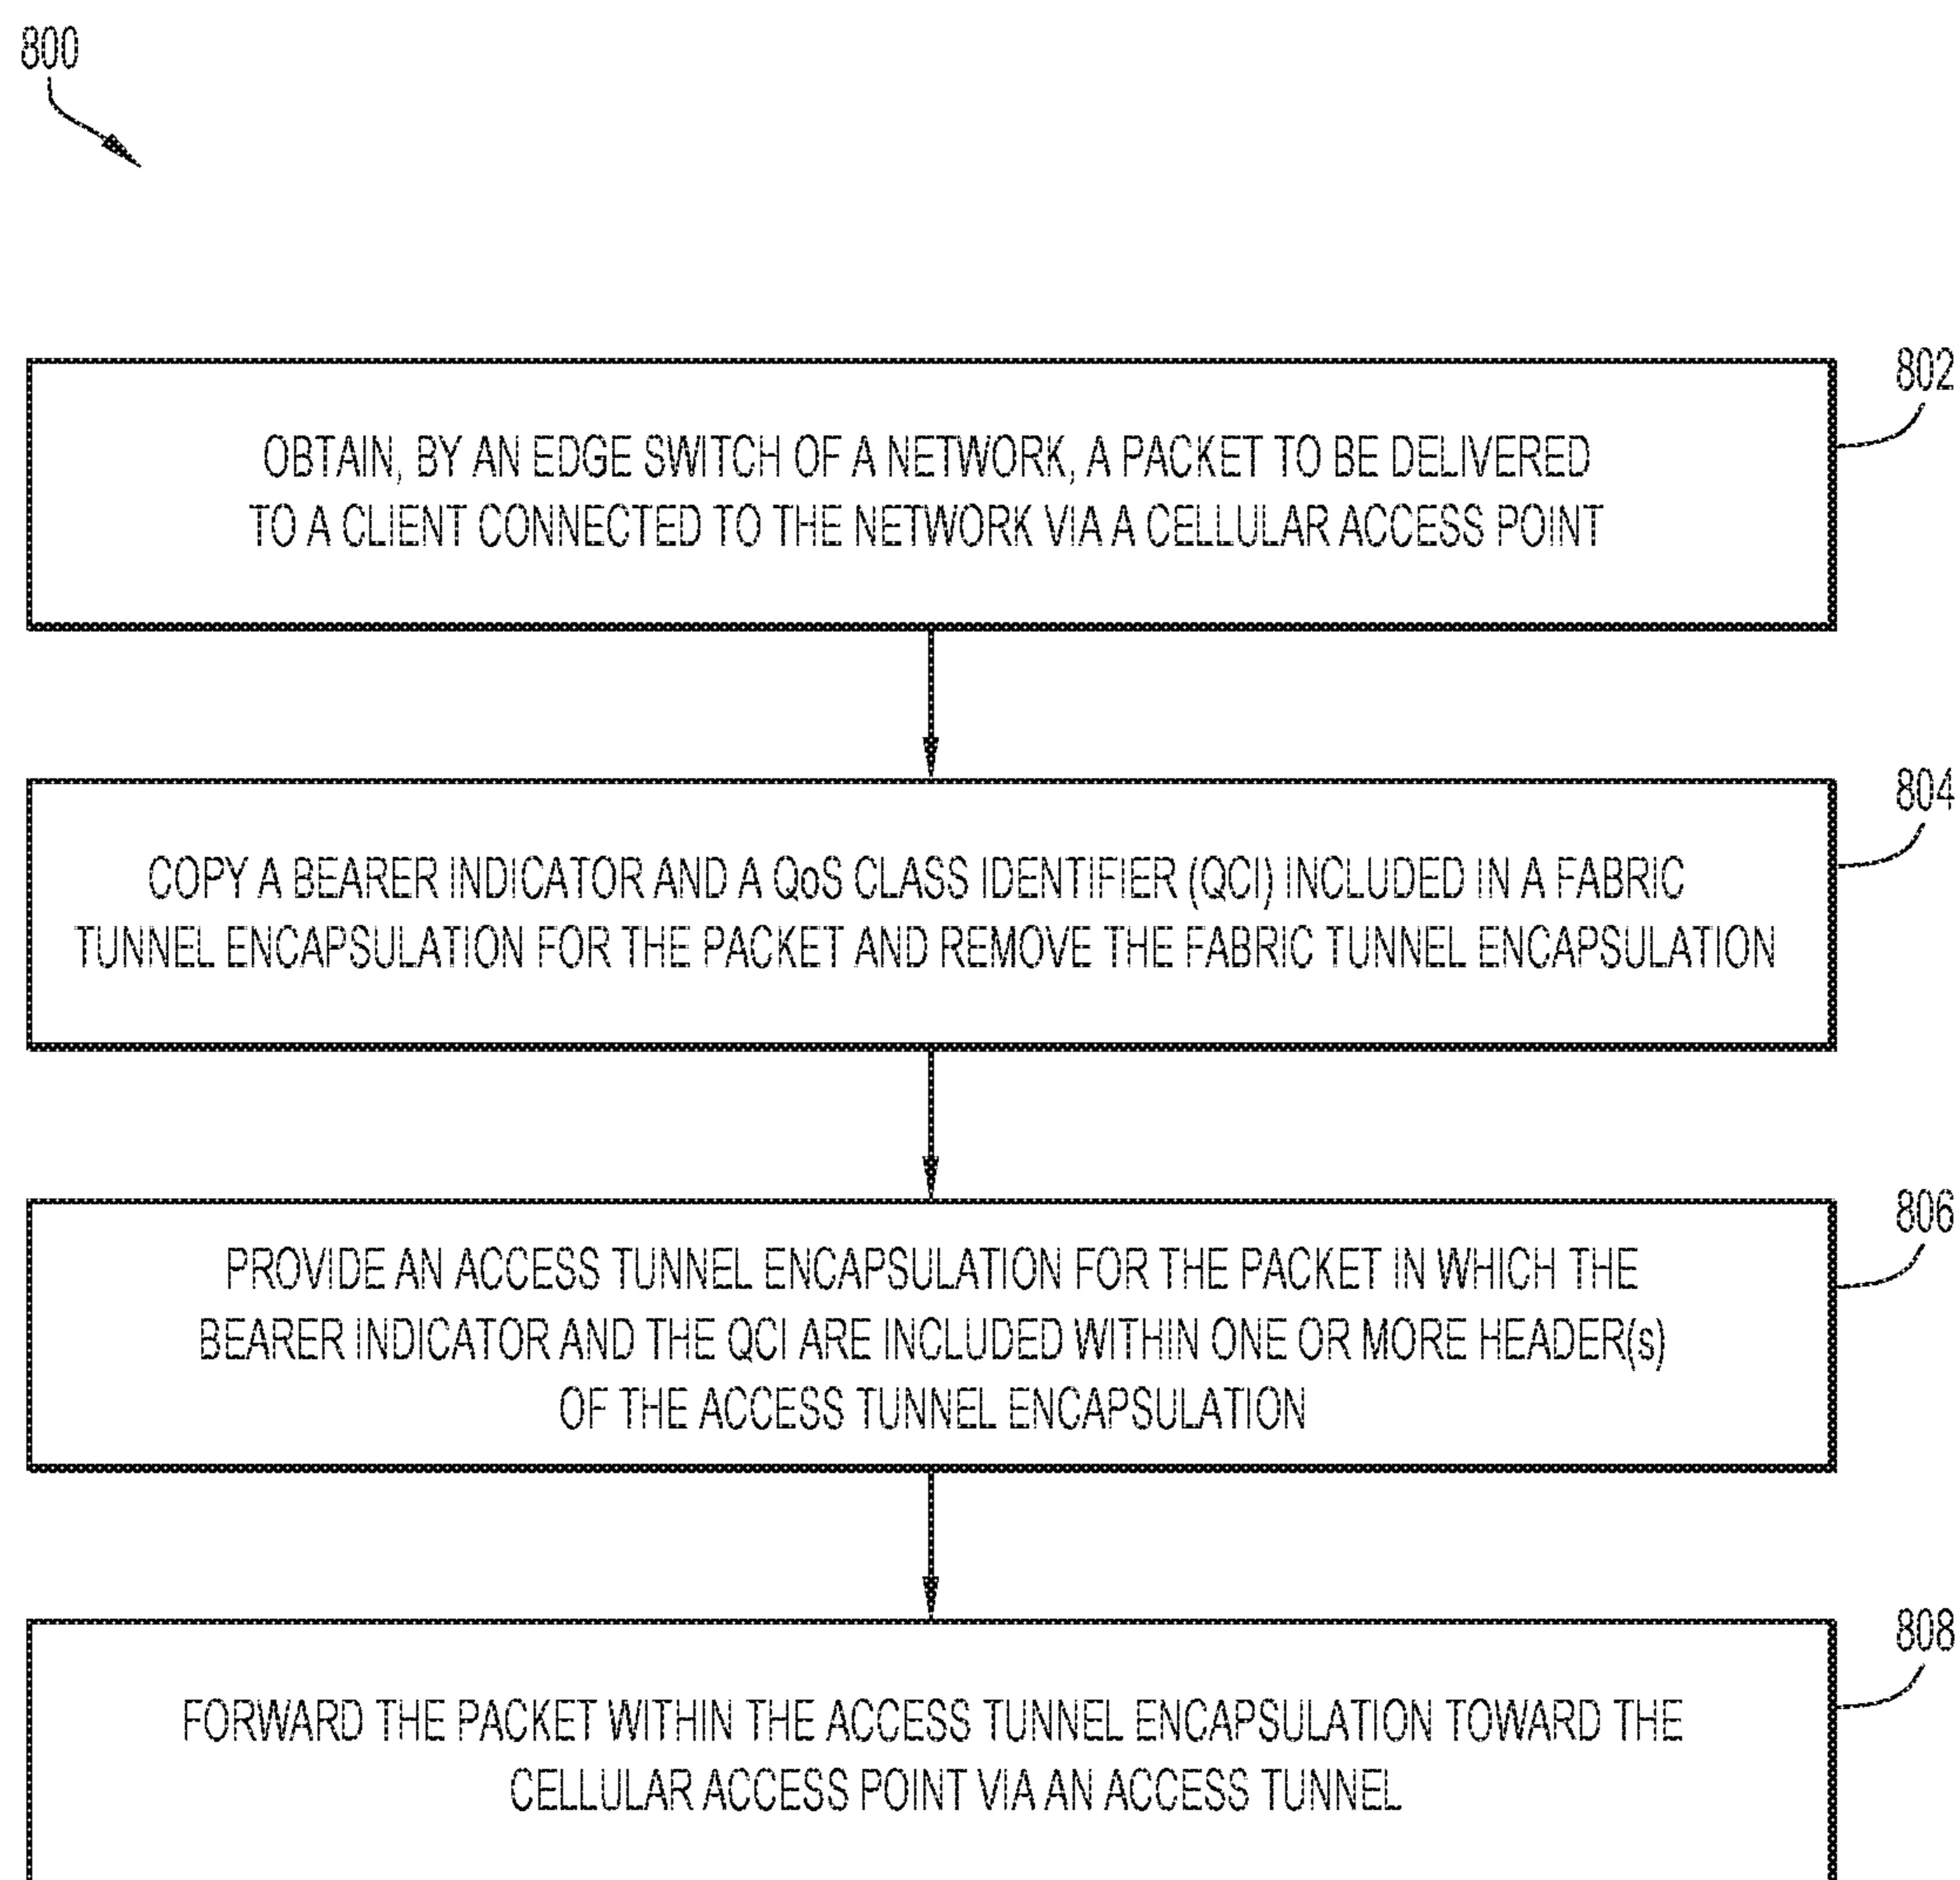 800
802
OBTAIN, BY AN EDGE SWITCH OF A NETWORK, A PACKET TO BE DELIVERED
TO A CLIENT CONNECTED TO THE NETWORK VIA A CELLULAR ACCESS POINT
804
COPY A BEARER INDICATOR AND A QoS CLASS IDENTIFIER (QCI) INCLUDED IN A FABRIC
TUNNEL ENCAPSULATION FOR THE PACKET AND REMOVE THE FABRIC TUNNEL ENCAPSULATION
806
PROVIDE AN ACCESS TUNNEL ENCAPSULATION FOR THE PACKET IN WHICH THE
BEARER INDICATOR AND THE QCI ARE INCLUDED WITHIN ONE OR MORE HEADER(s)
OF THE ACCESS TUNNEL ENCAPSULATION
808
FORWARD THE PACKET WITHIN THE ACCESS TUNNEL ENCAPSULATION TOWARD THE
CELLULAR ACCESS POINT VIA AN ACCESS TUNNEL